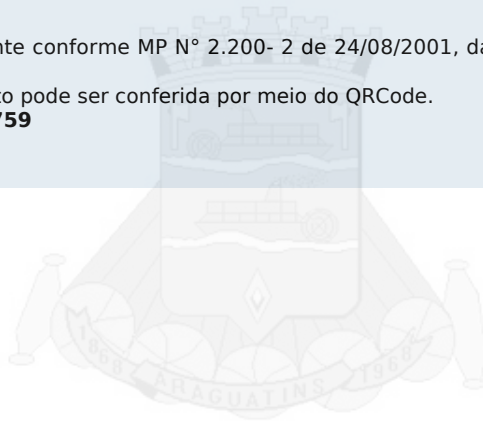 nte conforme MP N° 2.200- 2 de 24/08/2001, da
to pode ser conferida por meio do QRCode.
759
1868 ARAGUATINS 1968